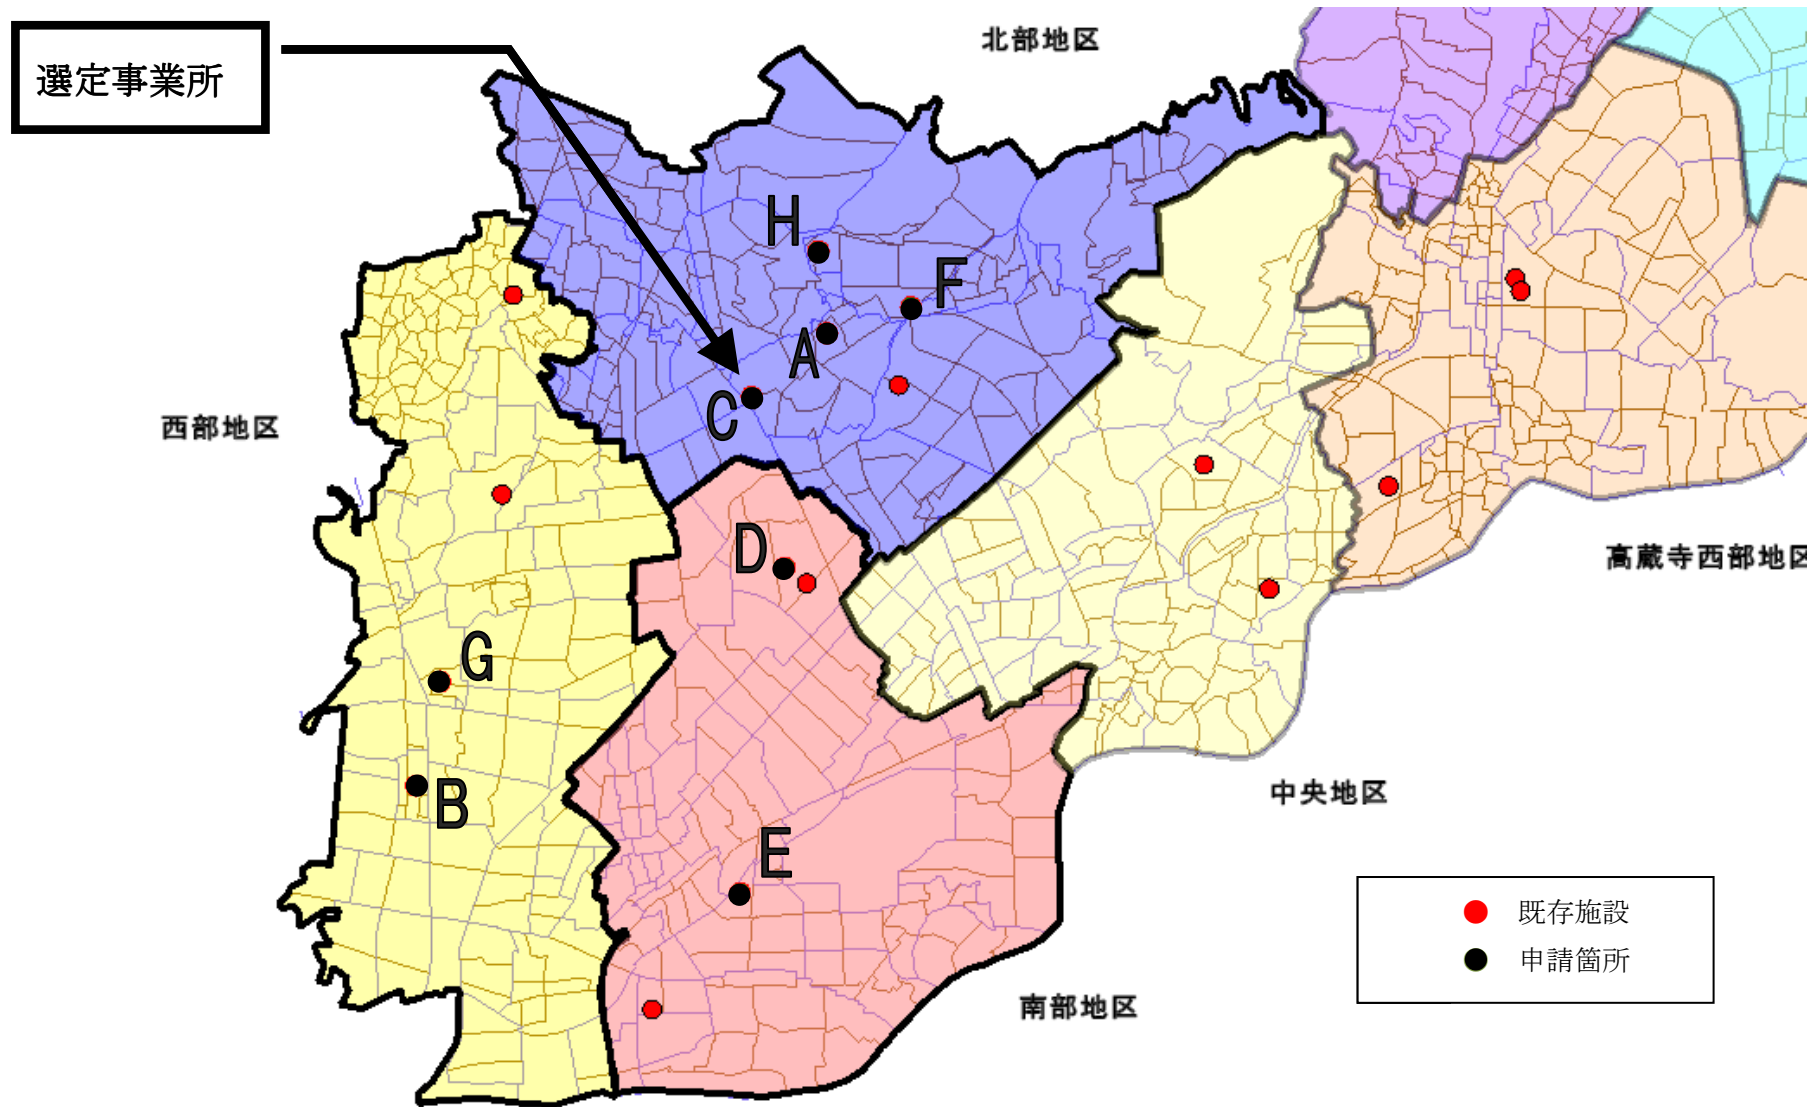 選定事業所
北部地区
H
F
A
C
西部地区
D
高蔵寺西部地区
G
中央地区
B
E
既存施設
申請箇所
南部地区